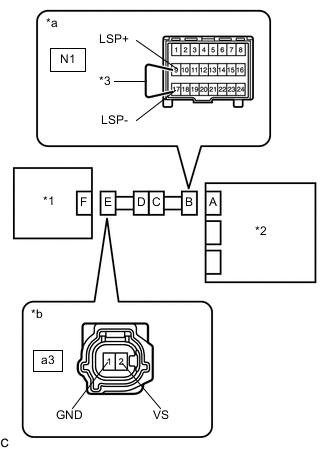 *a
LSP+
N1
1 2 3 4 5 6 7 8
*3
10 11 12 13 14 15 16
17 18 19 20 21 22 23 24
LSP-
*1
F E D C B A
*2
*b
a3
1 2
GND
VS
C